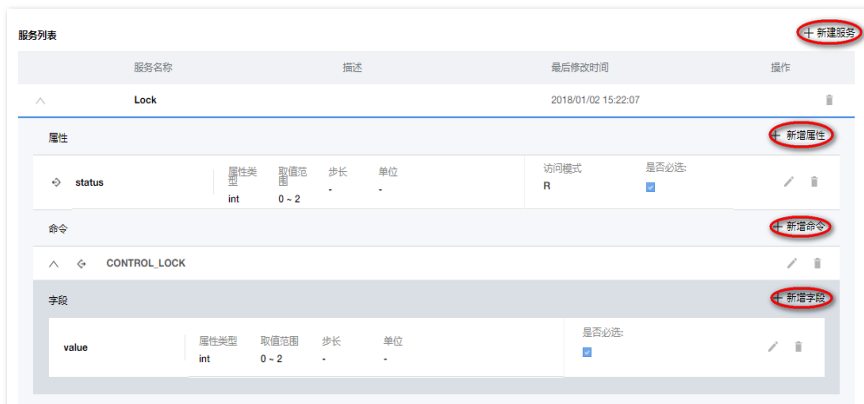 服务列表
+ 新建服务
服务名称 描述 最后修改时间 操作
Lock 2018/01/02 15:22:07
属性
+ 新增属性
status
属性类型 取值范围 步长 单位 访问模式 是否必选:
int 0 ~ 2 - - R
命令
+ 新增命令
CONTROL_LOCK
字段
+ 新增字段
value
属性类型 取值范围 步长 单位 是否必选:
int 0 ~ 2 - -